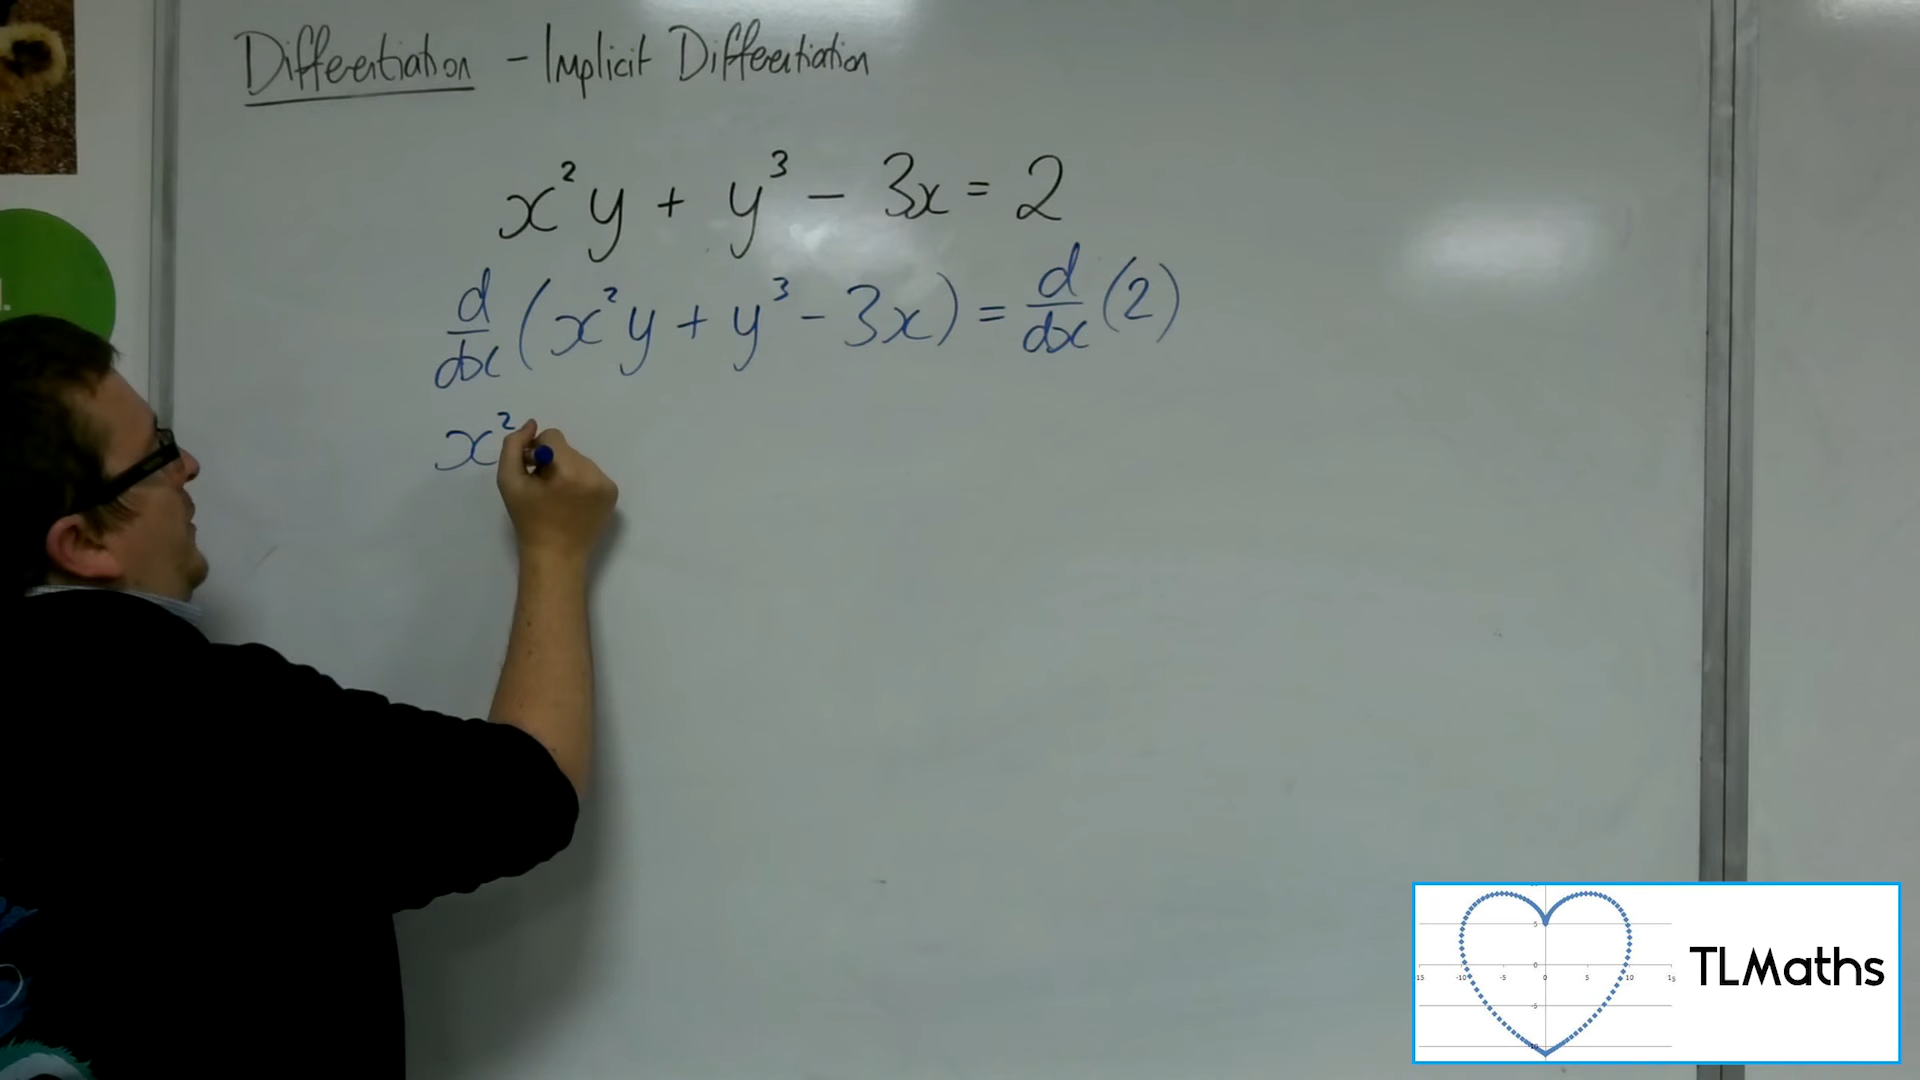 Differentiation - Implicit Differentiation
x²y + y³ - 3x = 2
d/dx (x²y + y³ - 3x) = d/dx (2)
x²
TLMaths